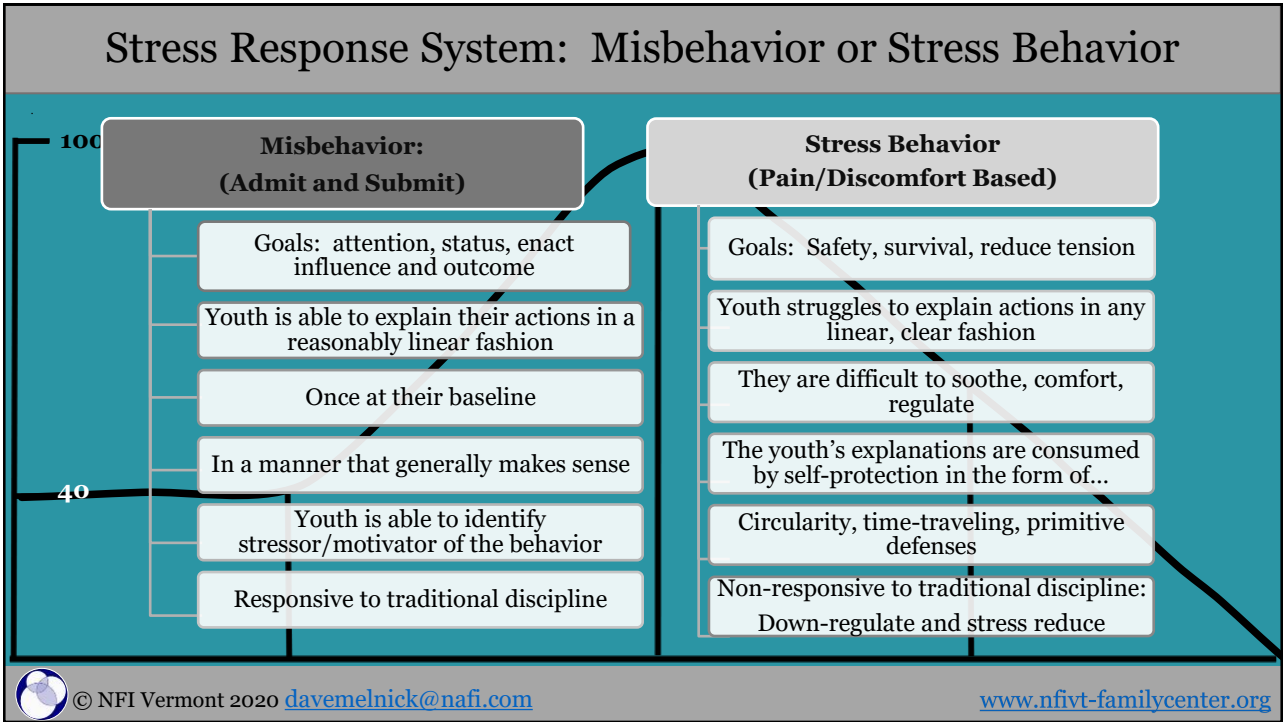 Stress Response System: Misbehavior or Stress Behavior
100
Misbehavior:
(Admit and Submit)
Goals: attention, status, enact
influence and outcome
Youth is able to explain their actions in a
reasonably linear fashion
Once at their baseline
In a manner that generally makes sense
40
Youth is able to identify
stressor/motivator of the behavior
Responsive to traditional discipline
Stress Behavior
(Pain/Discomfort Based)
Goals: Safety, survival, reduce tension
Youth struggles to explain actions in any
linear, clear fashion
They are difficult to soothe, comfort,
regulate
The youth’s explanations are consumed
by self-protection in the form of…
Circularity, time-traveling, primitive
defenses
Non-responsive to traditional discipline:
Down-regulate and stress reduce
© NFI Vermont 2020 davemelnick@nafi.com
www.nfivt-familycenter.org